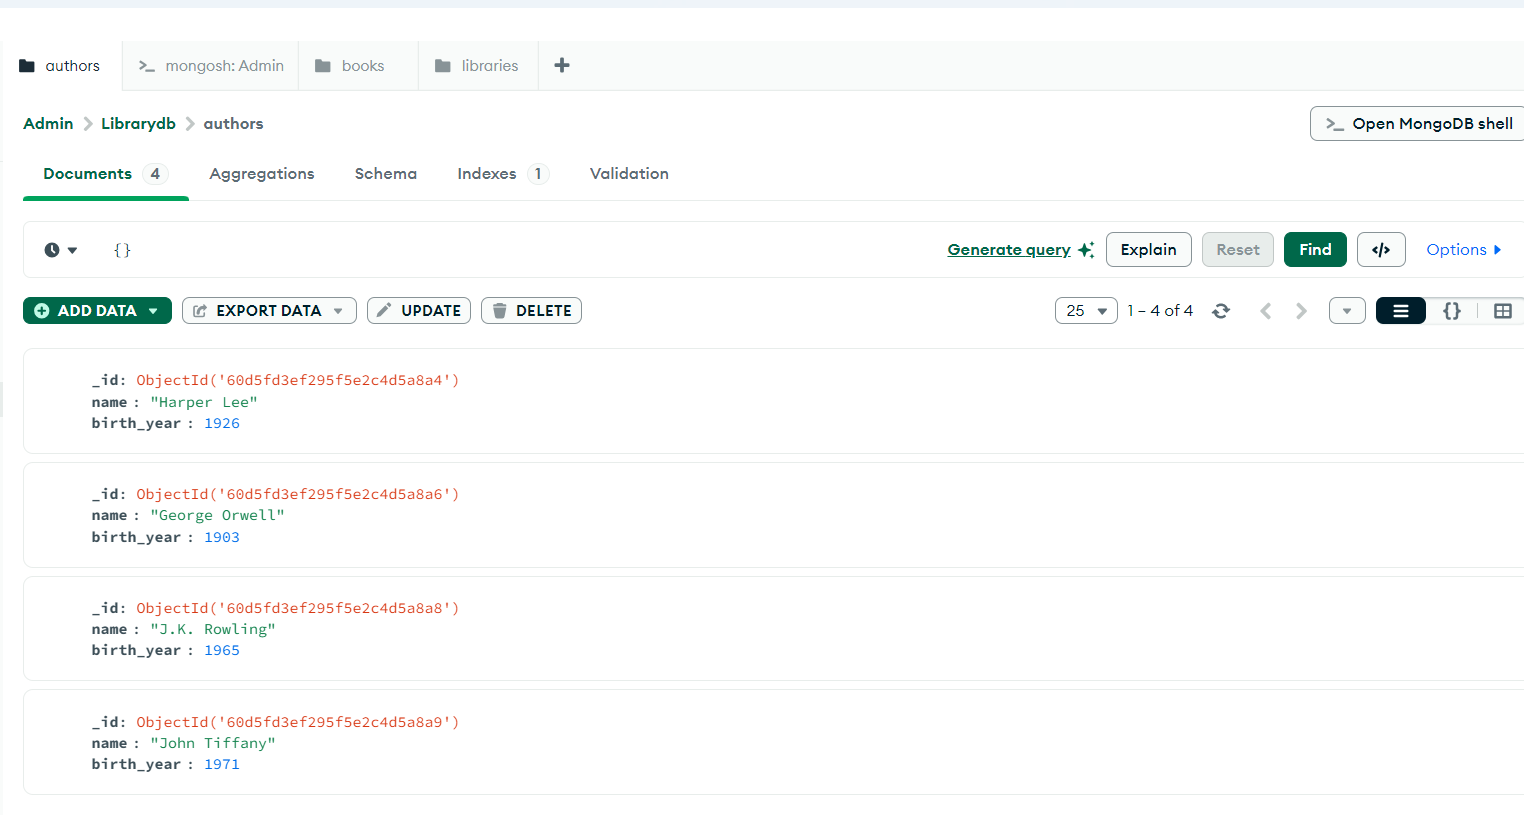 authors
>_ mongosh: Admin
books
libraries
Admin > Librarydb > authors
>_ Open MongoDB shell
Documents 4
Aggregations
Schema
Indexes 1
Validation
{}
Generate query
Explain
Reset
Find
</>
Options
ADD DATA
EXPORT DATA
UPDATE
DELETE
25
1 – 4 of 4
{}
_id: ObjectId('60d5fd3ef295f5e2c4d5a8a4')
name : "Harper Lee"
birth_year : 1926
_id: ObjectId('60d5fd3ef295f5e2c4d5a8a6')
name : "George Orwell"
birth_year : 1903
_id: ObjectId('60d5fd3ef295f5e2c4d5a8a8')
name : "J.K. Rowling"
birth_year : 1965
_id: ObjectId('60d5fd3ef295f5e2c4d5a8a9')
name : "John Tiffany"
birth_year : 1971